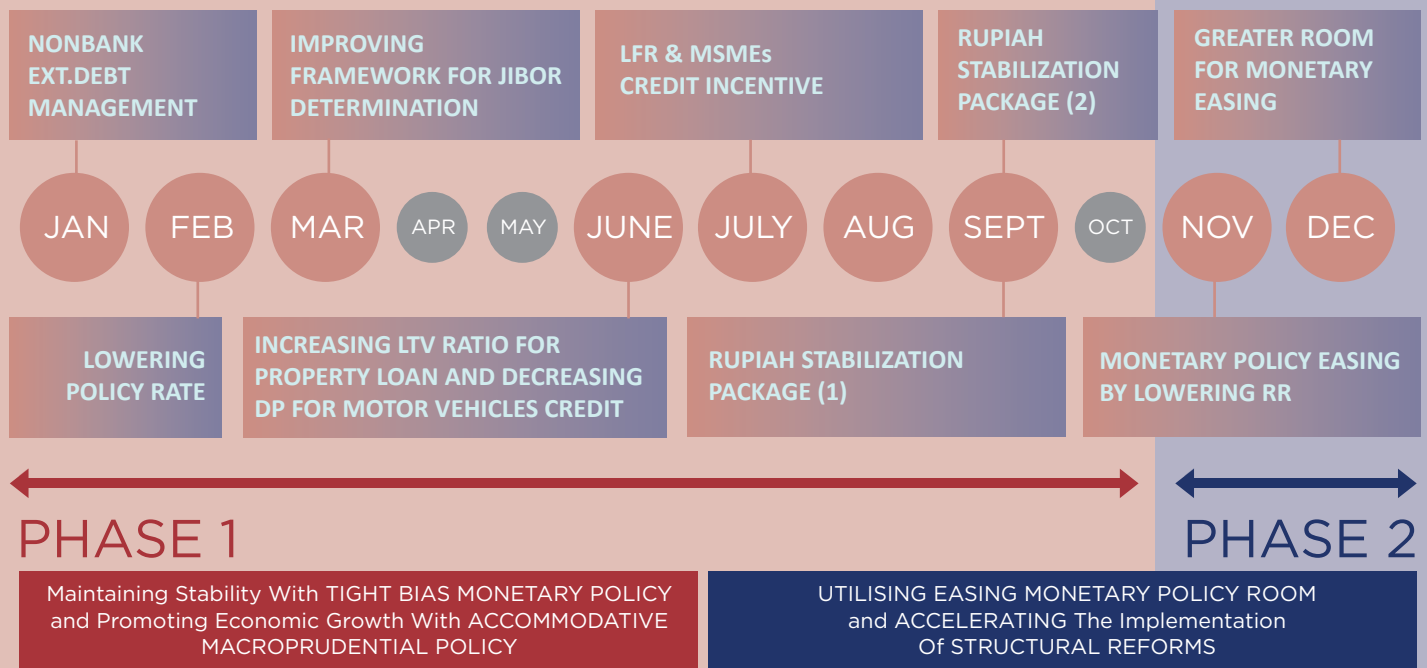 NONBANK
EXT.DEBT
MANAGEMENT
IMPROVING
FRAMEWORK FOR JIBOR
DETERMINATION
LFR & MSMEs
CREDIT INCENTIVE
RUPIAH
STABILIZATION
PACKAGE (2)
GREATER ROOM
FOR MONETARY
EASING
JAN
FEB
MAR
APR
MAY
JUNE
JULY
AUG
SEPT
OCT
NOV
DEC
LOWERING
POLICY RATE
INCREASING LTV RATIO FOR
PROPERTY LOAN AND DECREASING
DP FOR MOTOR VEHICLES CREDIT
RUPIAH STABILIZATION
PACKAGE (1)
MONETARY POLICY EASING
BY LOWERING RR
PHASE 1
PHASE 2
Maintaining Stability With TIGHT BIAS MONETARY POLICY
and Promoting Economic Growth With ACCOMMODATIVE
MACROPRUDENTIAL POLICY
UTILISING EASING MONETARY POLICY ROOM
and ACCELERATING The Implementation
Of STRUCTURAL REFORMS